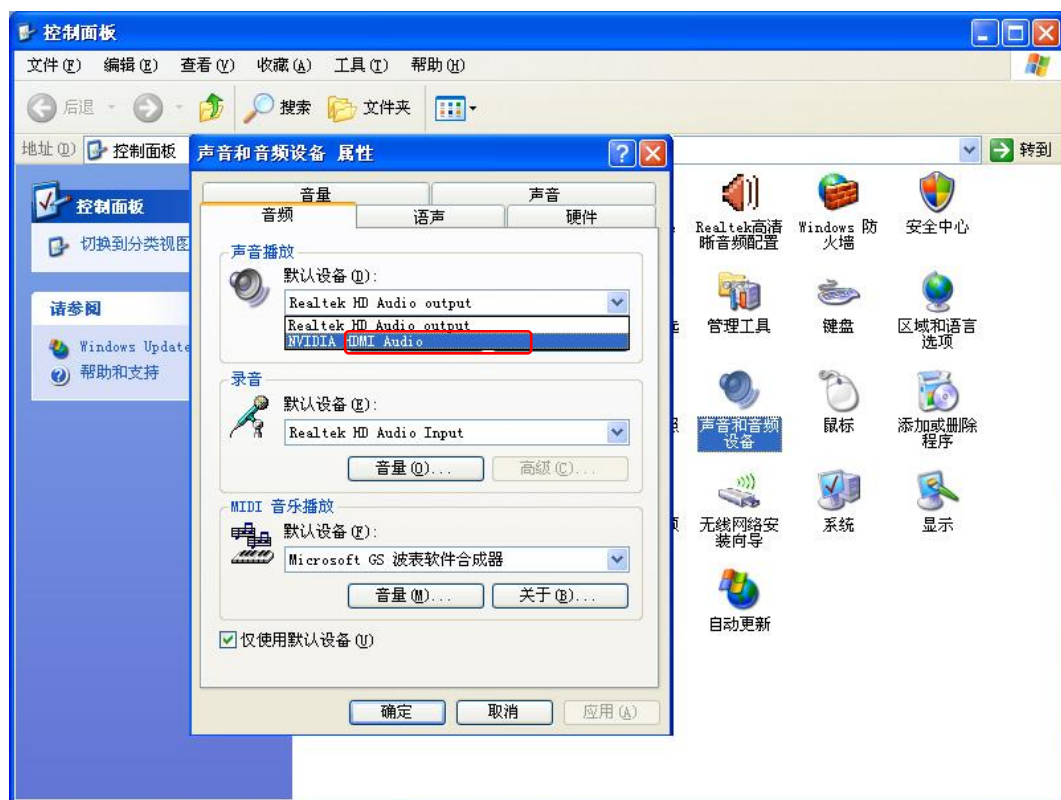 控制面板
文件(F) 编辑(E) 查看(V) 收藏(A) 工具(T) 帮助(H)
后退 搜索 文件夹
地址(D) 控制面板 转到
控制面板
切换到分类视图
请参阅
Windows Update
帮助和支持
声音和音频设备 属性
音量 声音
音频 语声 硬件
声音播放
默认设备(D):
Realtek HD Audio output
Realtek HD Audio output
NVIDIA HDMI Audio
录音
默认设备(E):
Realtek HD Audio Input
音量(O)... 高级(C)...
MIDI 音乐播放
默认设备(F):
Microsoft GS 波表软件合成器
音量(M)... 关于(B)...
仅使用默认设备(U)
确定 取消 应用(A)
Realtek高清晰音频配置
Windows 防火墙
安全中心
管理工具
键盘
区域和语言选项
声音和音频设备
鼠标
添加或删除程序
无线网络安装向导
系统
显示
自动更新